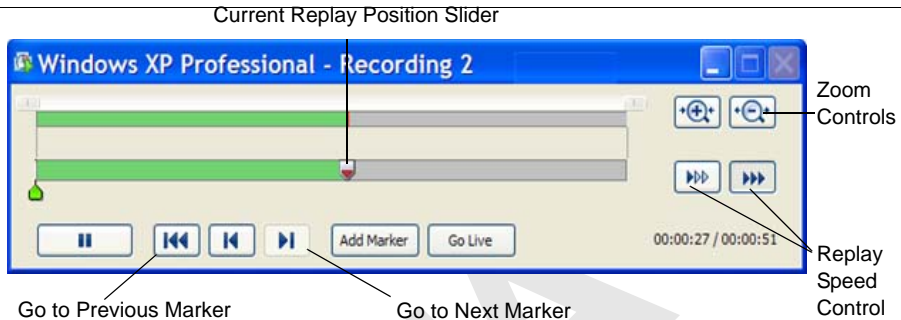 Current Replay Position Slider
Windows XP Professional - Recording 2
Zoom
Controls
Add Marker
Go Live
00:00:27 / 00:00:51
Replay
Speed
Control
Go to Previous Marker
Go to Next Marker